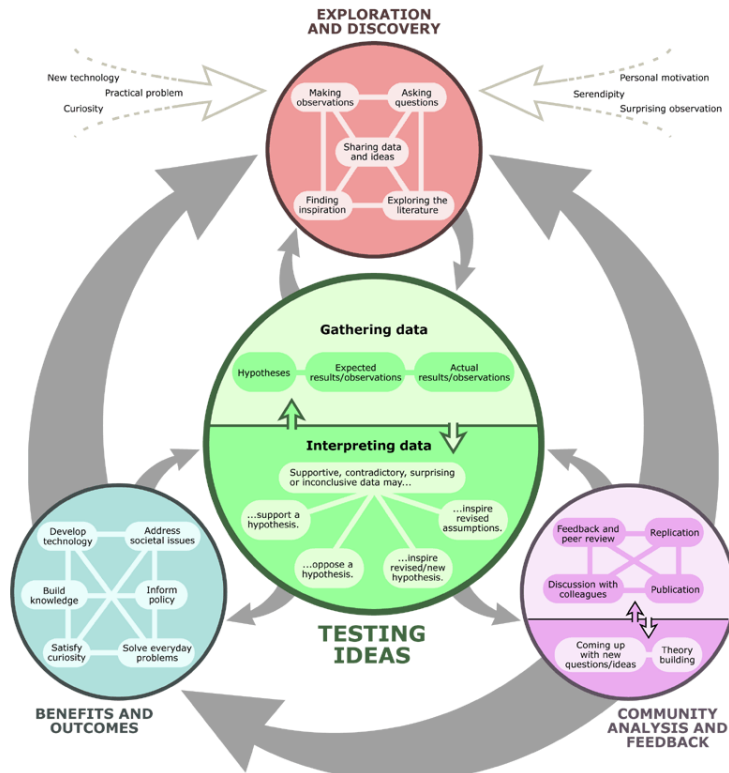 EXPLORATION
AND DISCOVERY
New technology
Practical problem
Curiosity
Personal motivation
Serendipity
Surprising observation
Making
observations
Asking
questions
Sharing data
and ideas
Finding
inspiration
Exploring the
literature
Gathering data
Hypotheses
Expected
results/observations
Actual
results/observations
Interpreting data
Supportive, contradictory, surprising
or inconclusive data may...
...support a
hypothesis.
...inspire
revised
assumptions.
...oppose a
hypothesis.
...inspire
revised/new
hypothesis.
TESTING
IDEAS
Develop
technology
Address
societal issues
Build
knowledge
Inform
policy
Satisfy
curiosity
Solve everyday
problems
BENEFITS AND
OUTCOMES
Feedback and
peer review
Replication
Discussion with
colleagues
Publication
Coming up
with new
questions/ideas
Theory
building
COMMUNITY
ANALYSIS AND
FEEDBACK